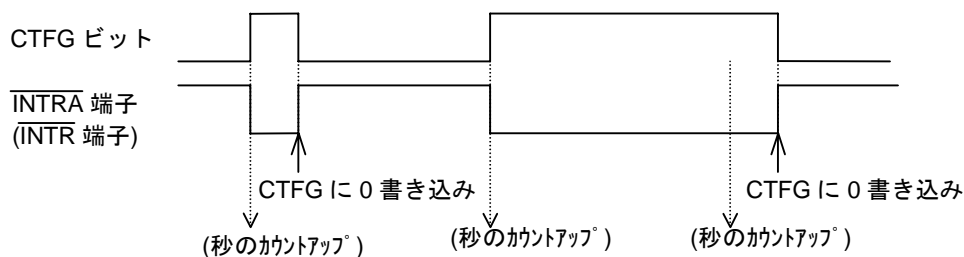 CTFG ビット
INTRA 端子
(INTR 端子)
CTFG に 0 書き込み
CTFG に 0 書き込み
(秒のカウントアップ)
(秒のカウントアップ)
(秒のカウントアップ)